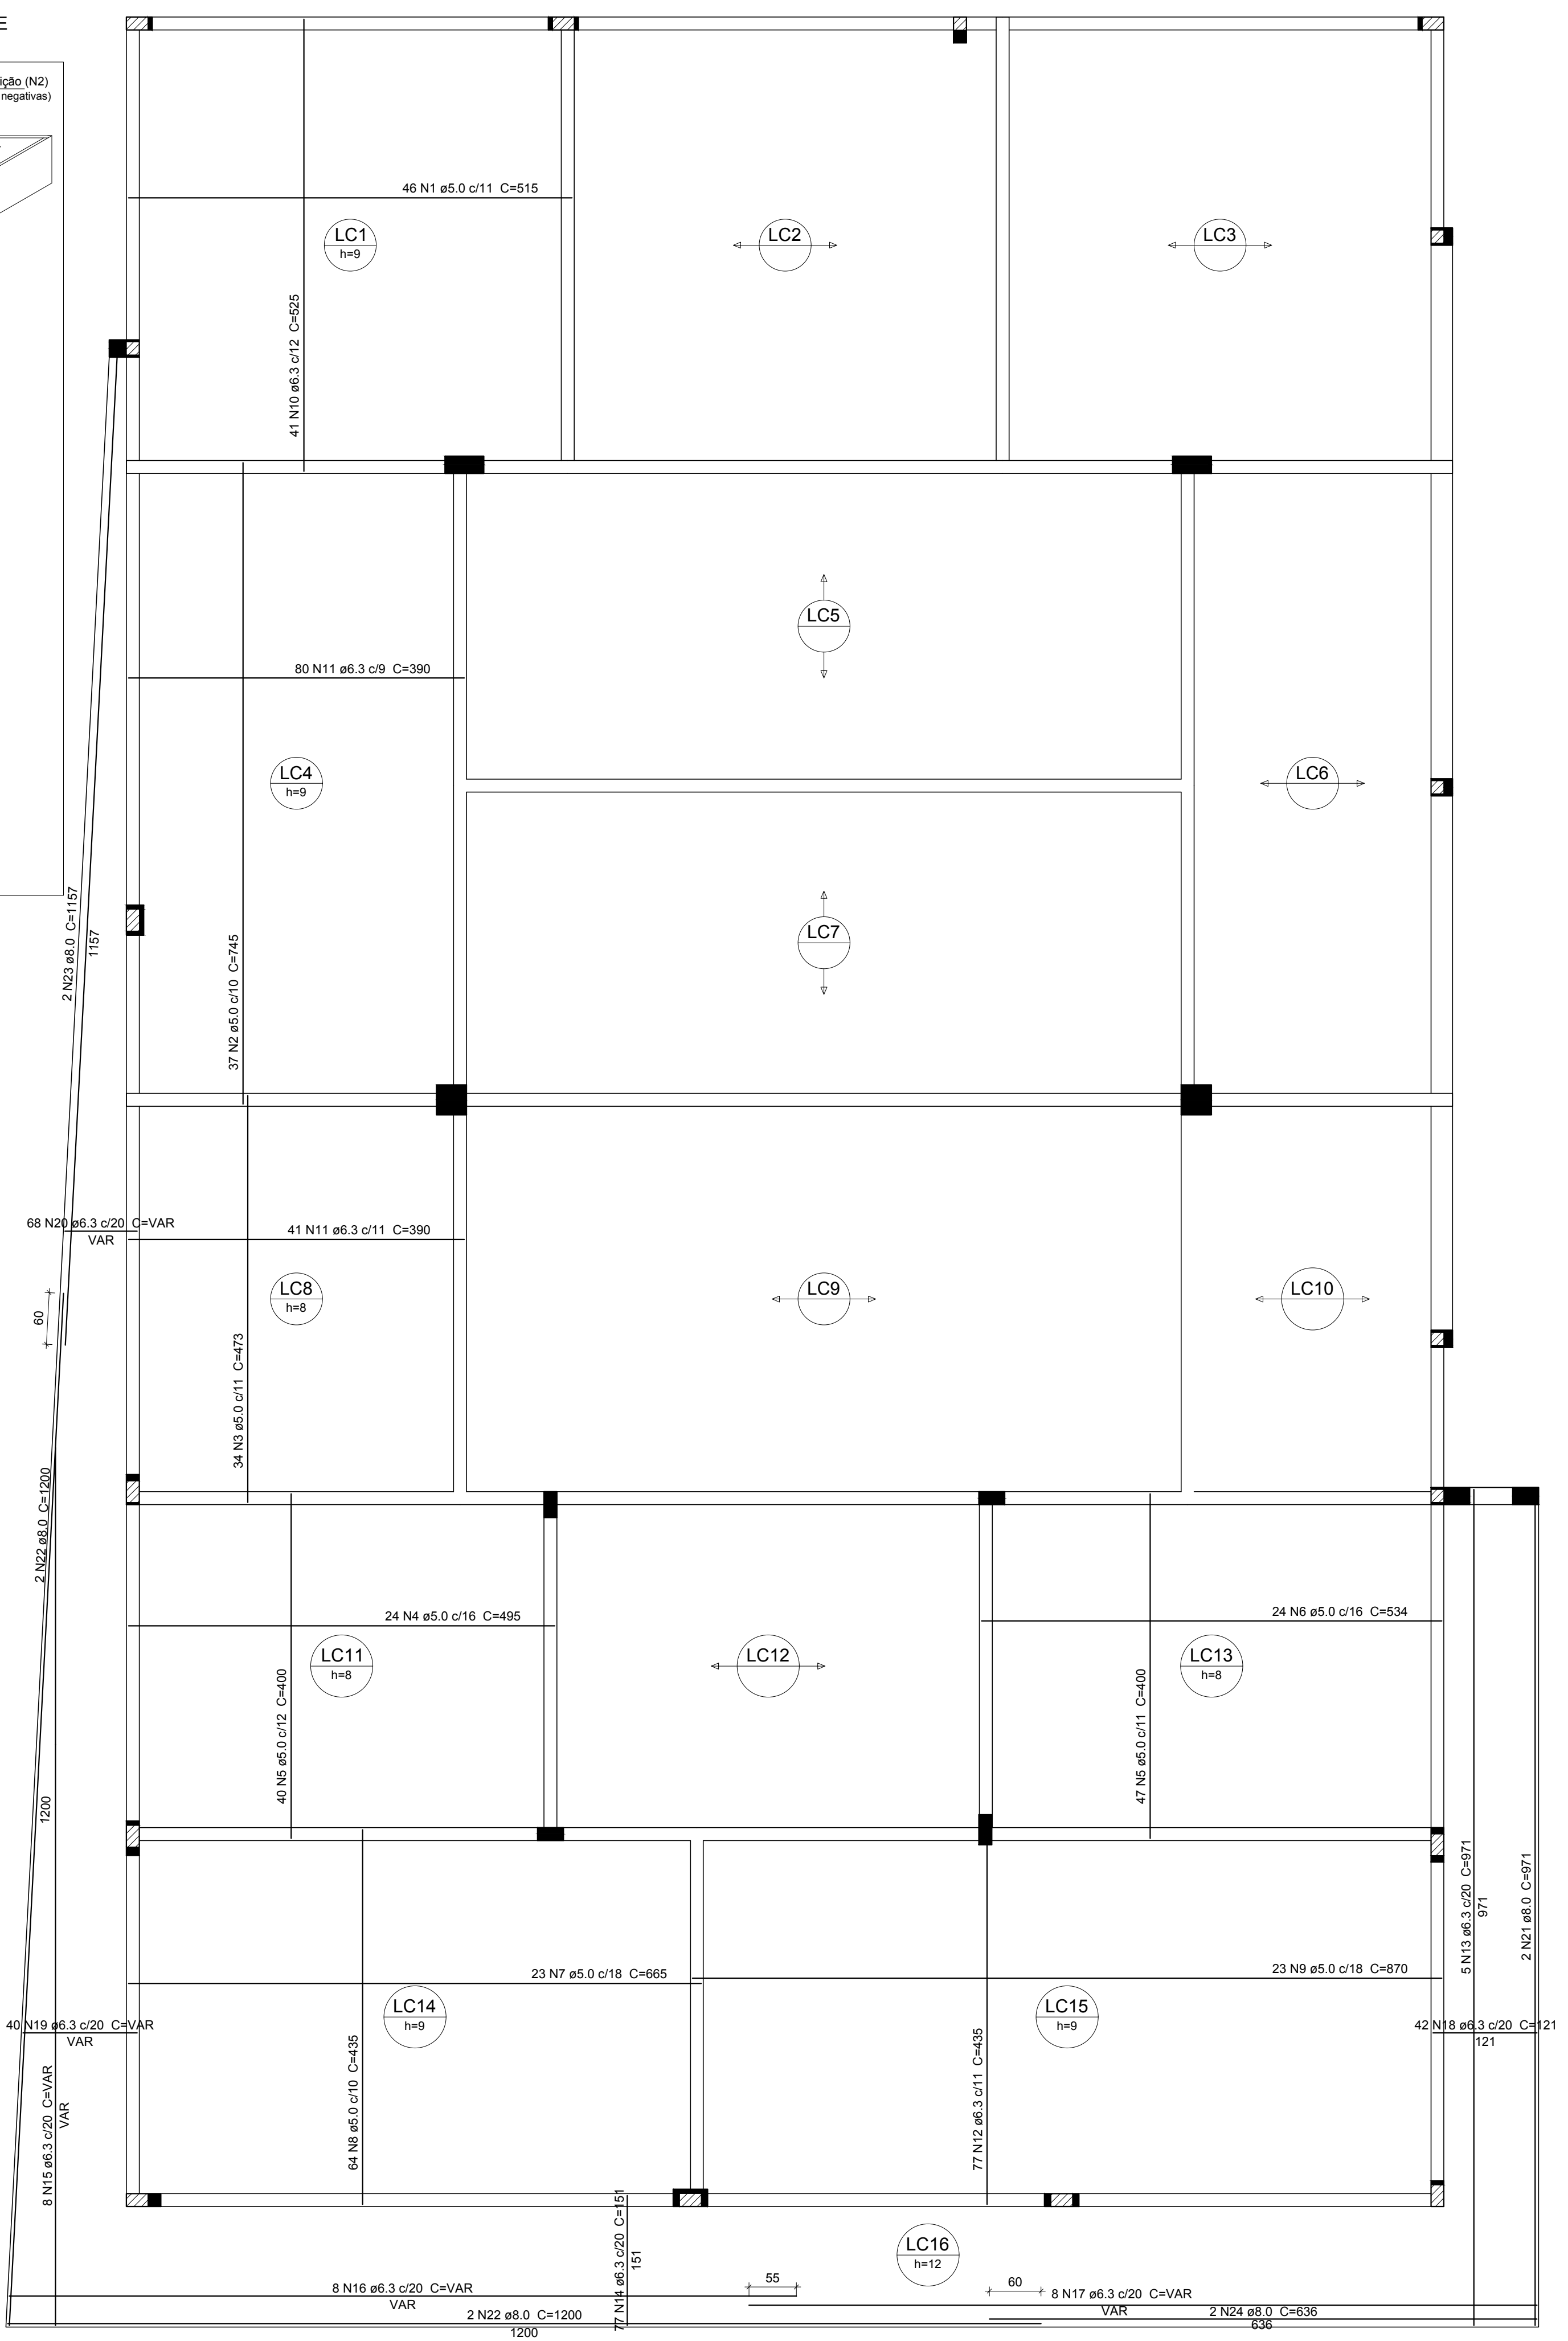 E
ição (N2)
negativas)
46 N1 ø5.0 c/11  C=515
LC1
h=9
LC2
LC3
41 N10 ø6.3 c/12  C=525
LC5
80 N11 ø6.3 c/9  C=390
LC4
h=9
LC6
2 N23 ø8.0  C=1157
1157
LC7
37 N2 ø5.0 c/10  C=745
68 N20 ø6.3 c/20  C=VAR
VAR
41 N11 ø6.3 c/11  C=390
LC8
h=8
LC9
LC10
60
34 N3 ø5.0 c/11  C=473
2 N22 ø8.0  C=1200
1200
24 N4 ø5.0 c/16  C=495
24 N6 ø5.0 c/16  C=534
LC11
h=8
LC12
LC13
h=8
40 N5 ø5.0 c/12  C=400
47 N5 ø5.0 c/11  C=400
5 N13 ø6.3 c/20  C=971
971
2 N21 ø8.0  C=971
23 N7 ø5.0 c/18  C=665
23 N9 ø5.0 c/18  C=870
LC14
h=9
LC15
h=9
40 N19 ø6.3 c/20  C=VAR
VAR
42 N18 ø6.3 c/20  C=121
121
8 N15 ø6.3 c/20  C=VAR
VAR
64 N8 ø5.0 c/10  C=435
77 N12 ø6.3 c/11  C=435
77 N14 ø6.3 c/20  C=151
151
LC16
h=12
8 N16 ø6.3 c/20  C=VAR
VAR
55
60
8 N17 ø6.3 c/20  C=VAR
VAR
2 N22 ø8.0  C=1200
1200
2 N24 ø8.0  C=636
636